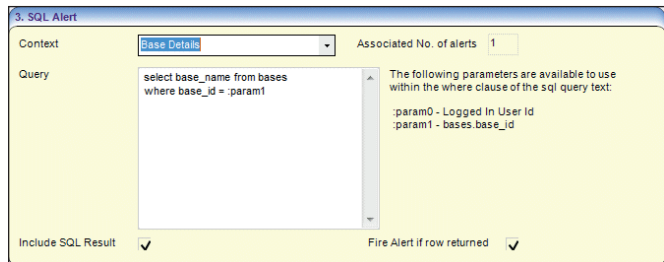 3. SQL Alert
Context
Base Details
Associated No. of alerts 1
Query
select base_name from bases
where base_id = :param1
The following parameters are available to use
within the where clause of the sql query text:
:param0 - Logged In User Id
:param1 - bases.base_id
Include SQL Result
Fire Alert if row returned